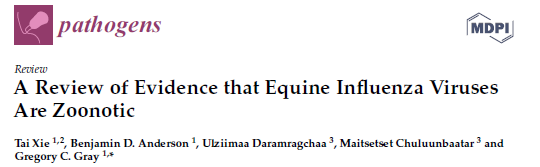 pathogens
MDPI
Review
A Review of Evidence that Equine Influenza Viruses
Are Zoonotic
Tai Xie 1,2, Benjamin D. Anderson 1, Ulziimaa Daramragchaa 3, Maitsetset Chuluunbaatar 3 and
Gregory C. Gray 1,*